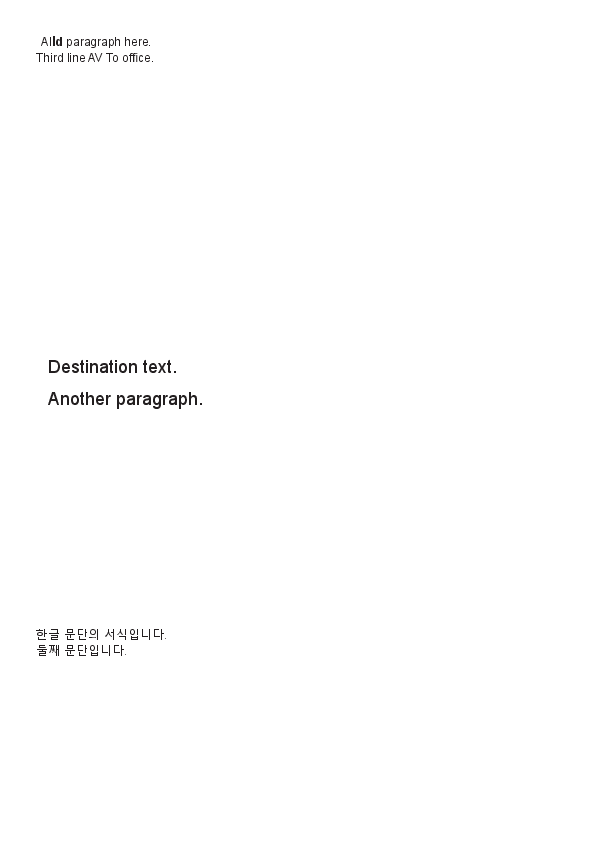 Alld paragraph here.
Third line AV To office.
Destination text.
Another paragraph.
한글 문단의 서식입니다.
둘째 문단입니다.